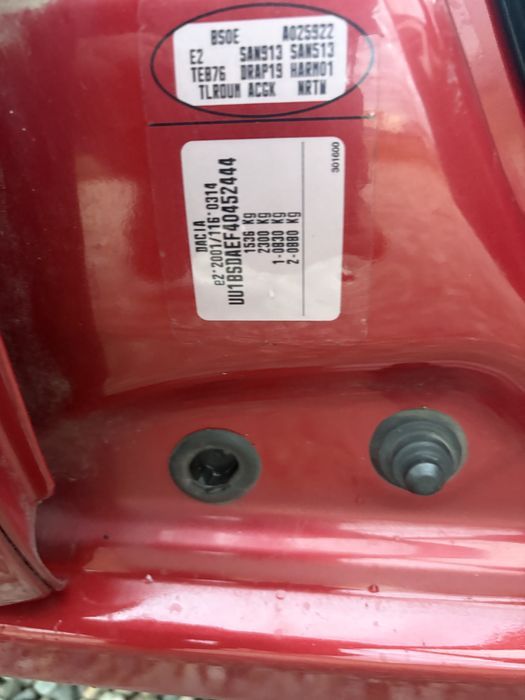 BS0E A025922
E2 SAN913 SAN513
TEB76 DRAP19 HARM01
TLROUM ACGK NRTW
DACIA
e2*2001/116*0314
UU1BSDAEF40452444
1536 Kg
2300 Kg
1-0830 Kg
2-0880 Kg
301600